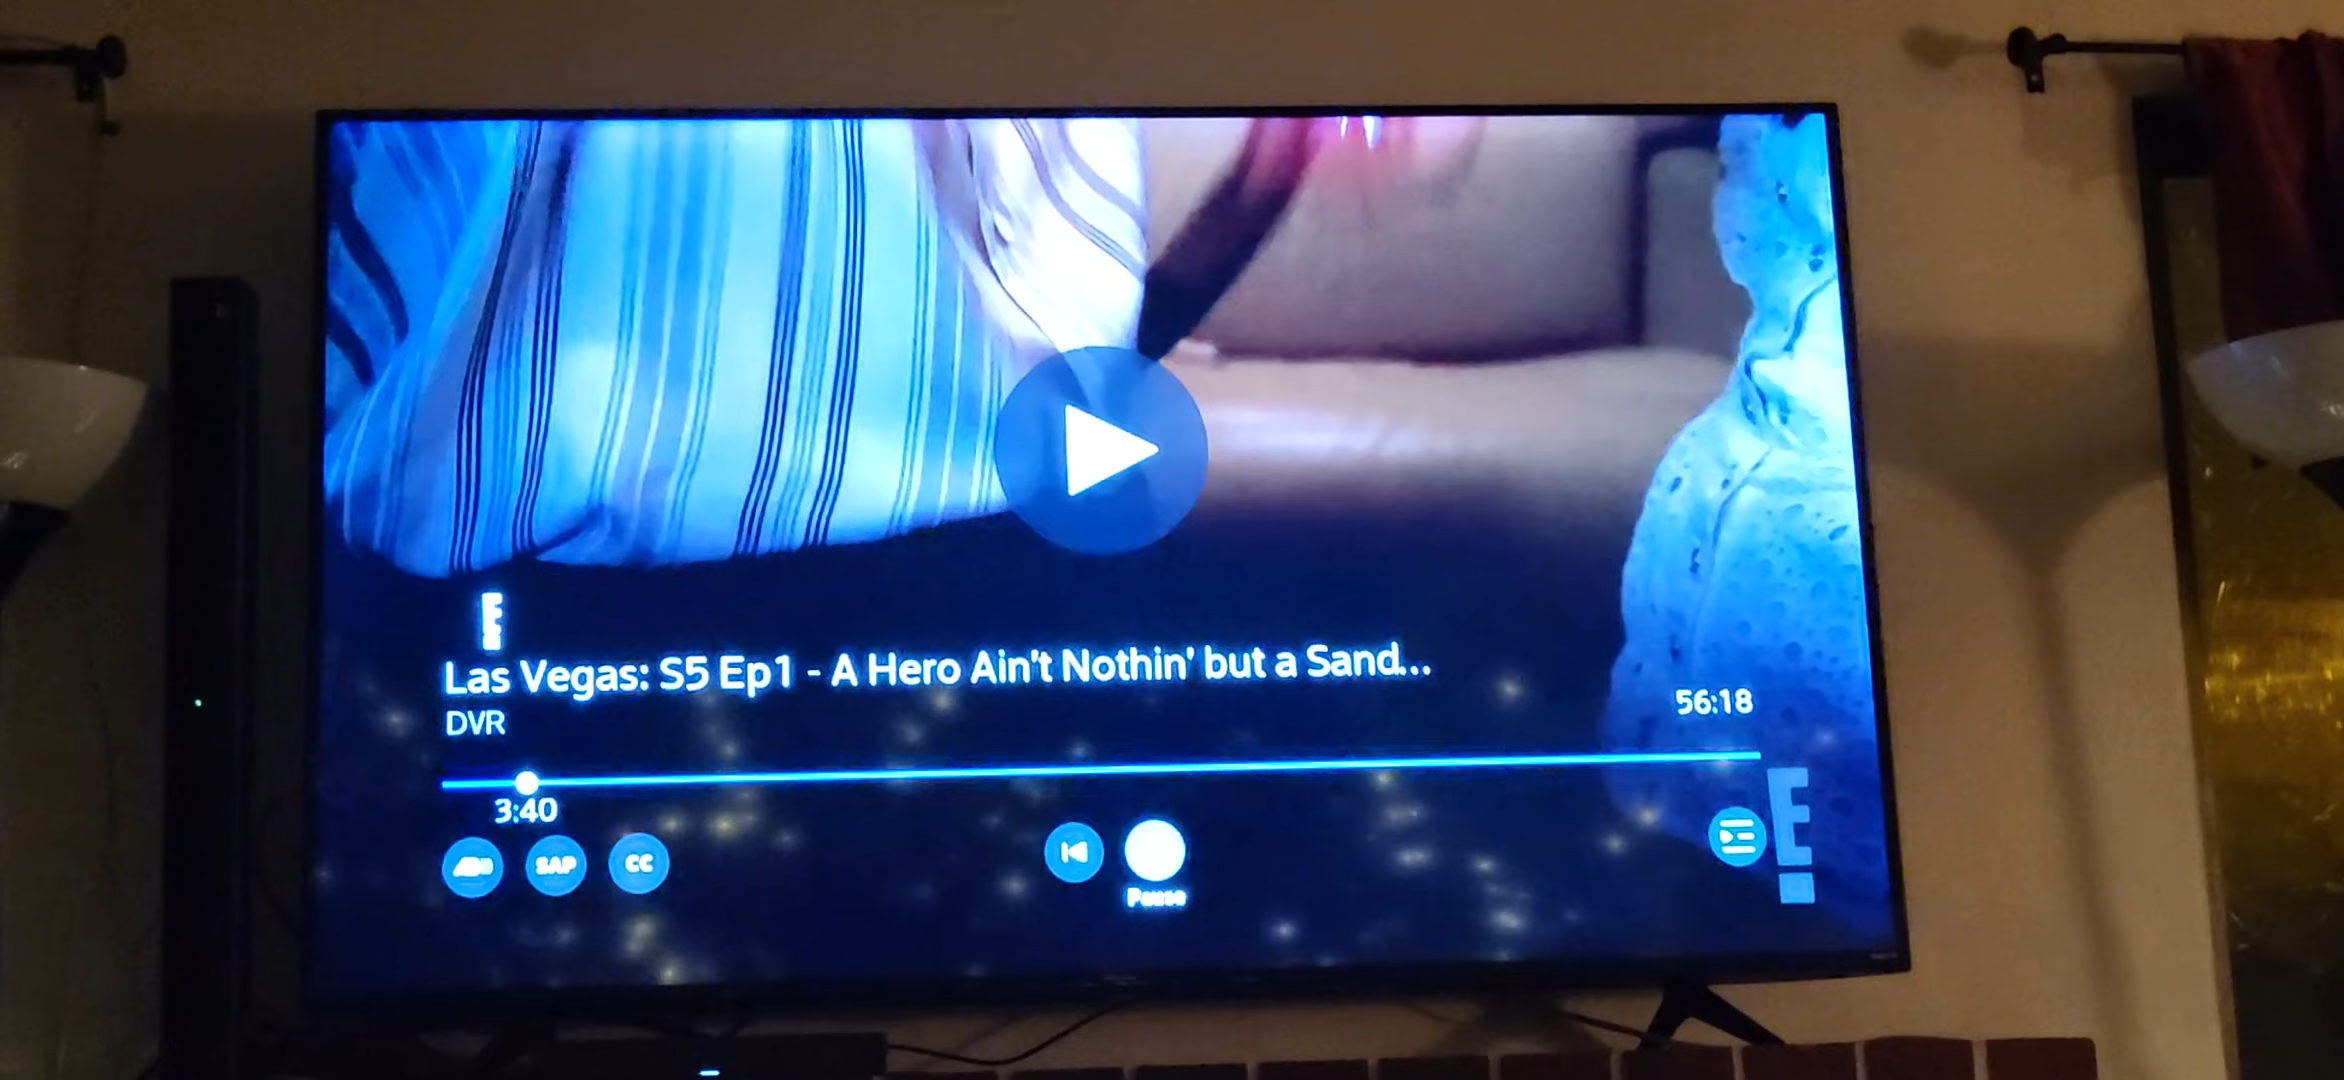 E!
Las Vegas: S5 Ep1 - A Hero Ain't Nothin' but a Sand...
DVR
56:18
3:40
SAP
CC
Pause
E!